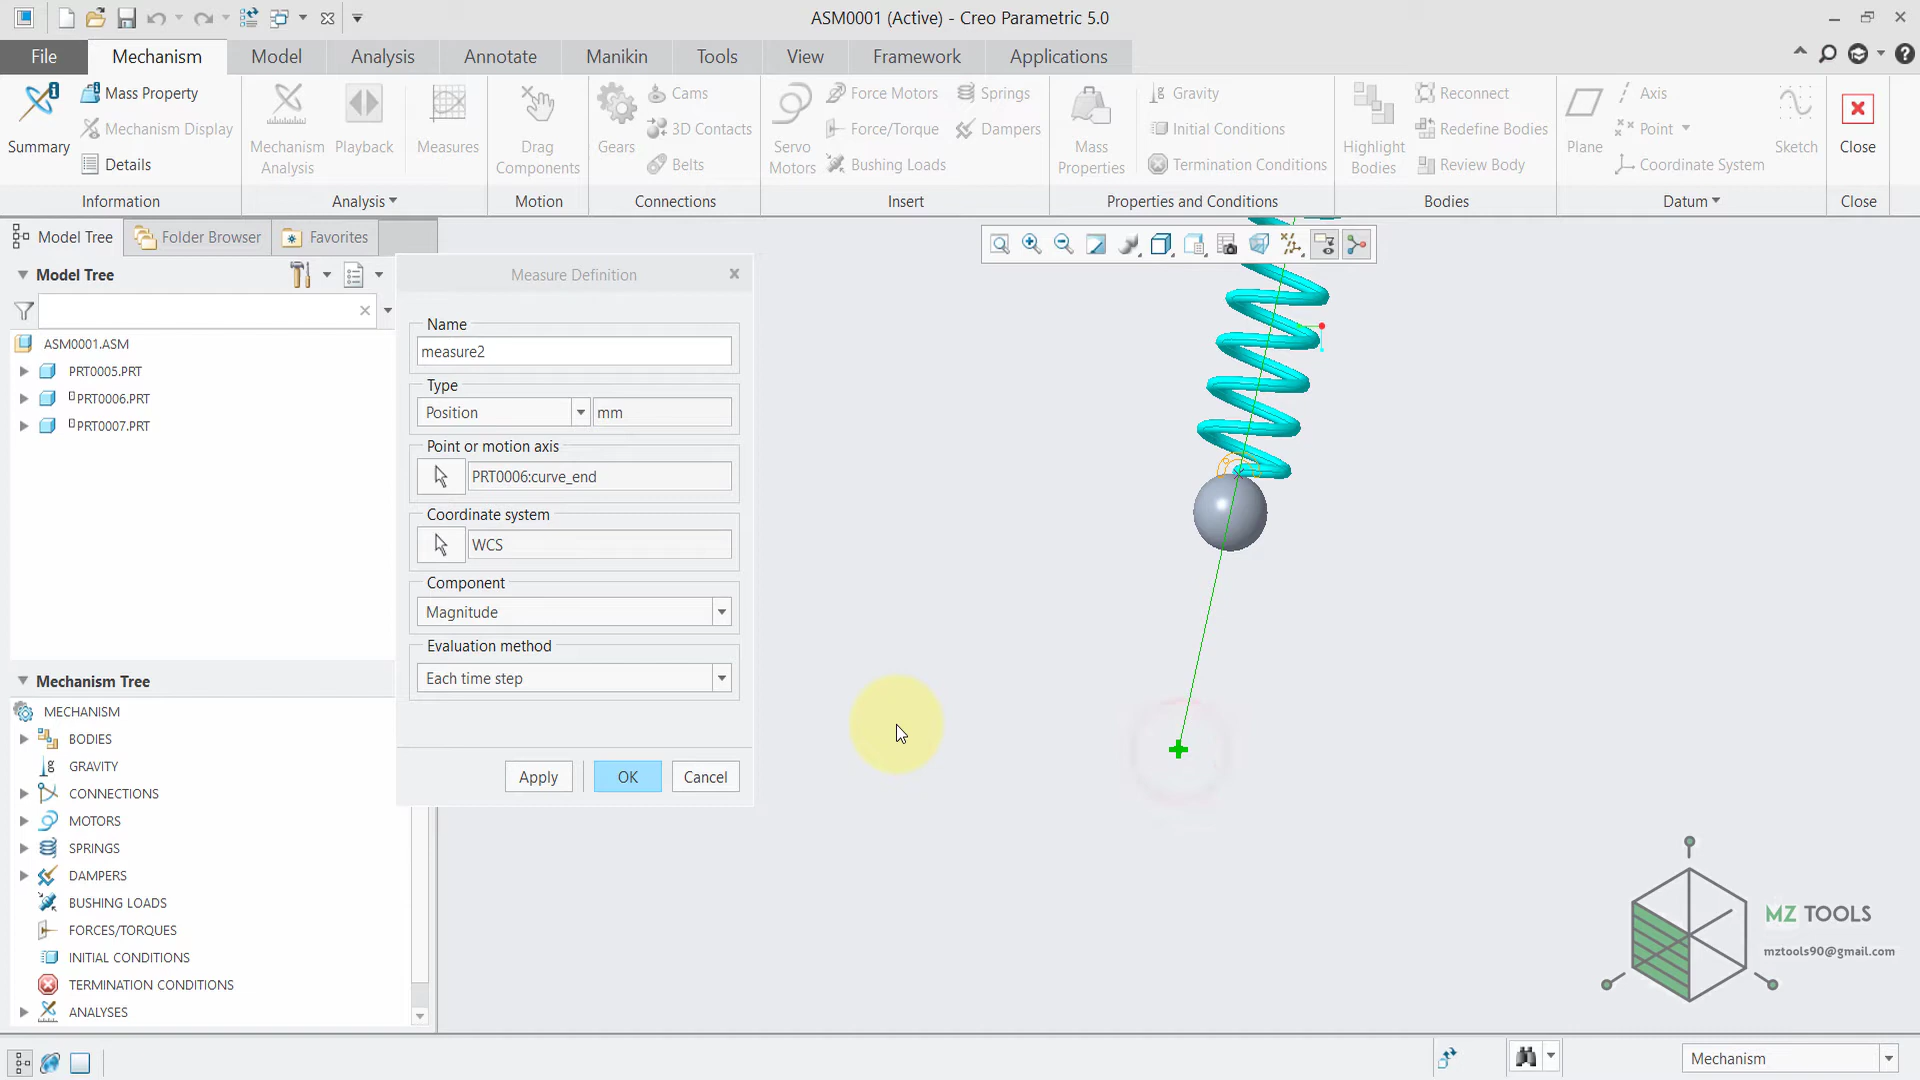 ASM0001 (Active) - Creo Parametric 5.0
File
Mechanism
Model
Analysis
Annotate
Manikin
Tools
View
Framework
Applications
Summary
Mass Property
Mechanism Display
Details
Information
Mechanism
Analysis
Playback
Measures
Analysis
Drag
Components
Motion
Gears
Cams
3D Contacts
Belts
Connections
Servo
Motors
Force Motors
Force/Torque
Bushing Loads
Springs
Dampers
Insert
Mass
Properties
Gravity
Initial Conditions
Termination Conditions
Properties and Conditions
Highlight
Bodies
Reconnect
Redefine Bodies
Review Body
Bodies
Plane
Axis
Point
Coordinate System
Sketch
Datum
Close
Close
Model Tree
Folder Browser
Favorites
Model Tree
ASM0001.ASM
PRT0005.PRT
PRT0006.PRT
PRT0007.PRT
Mechanism Tree
MECHANISM
BODIES
GRAVITY
CONNECTIONS
MOTORS
SPRINGS
DAMPERS
BUSHING LOADS
FORCES/TORQUES
INITIAL CONDITIONS
TERMINATION CONDITIONS
ANALYSES
Measure Definition
Name
measure2
Type
Position
mm
Point or motion axis
PRT0006:curve_end
Coordinate system
WCS
Component
Magnitude
Evaluation method
Each time step
Apply
OK
Cancel
MZ TOOLS
mztools90@gmail.com
Mechanism